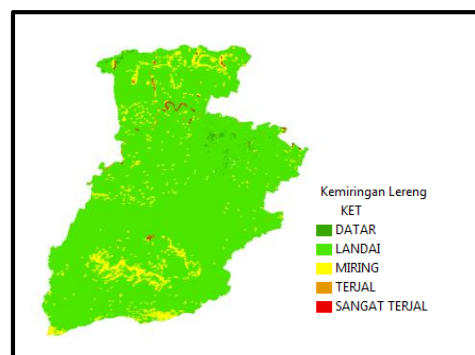 Kemiringan Lereng
KET
DATAR
LANDAI
MIRING
TERJAL
SANGAT TERJAL